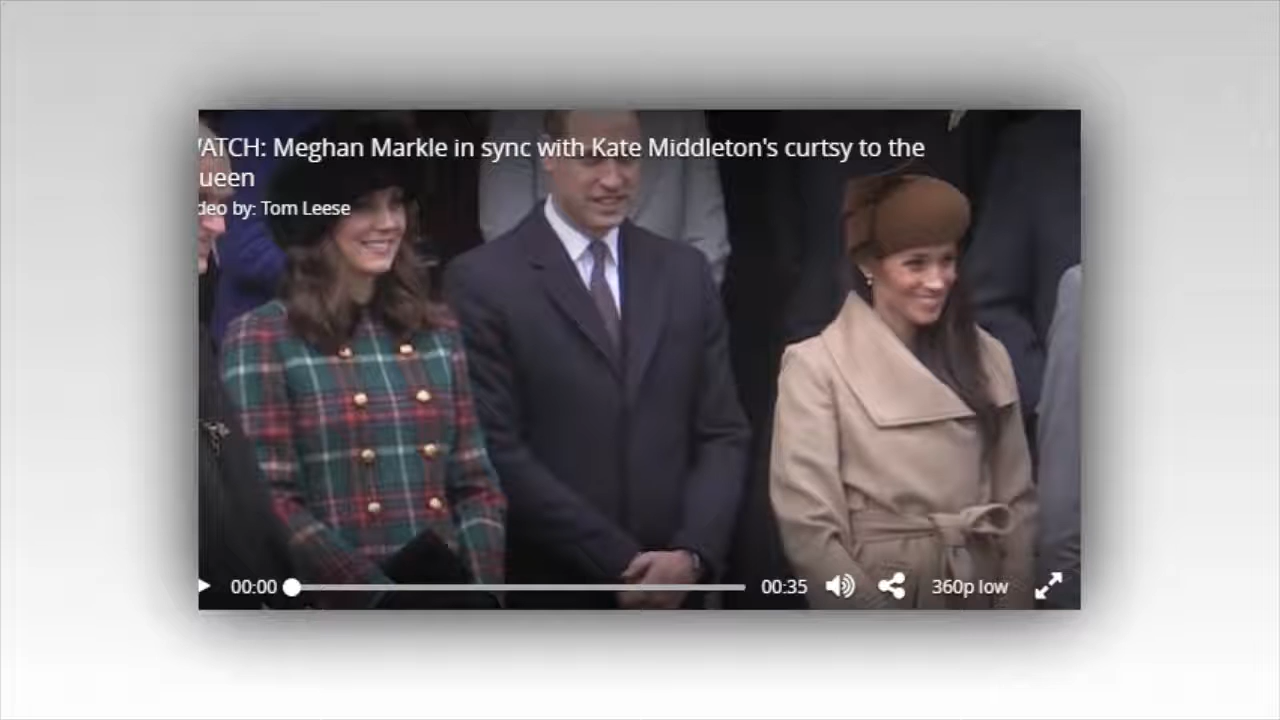 WATCH: Meghan Markle in sync with Kate Middleton's curtsy to the
ueen
deo by: Tom Leese
00:00 00:35 360p low